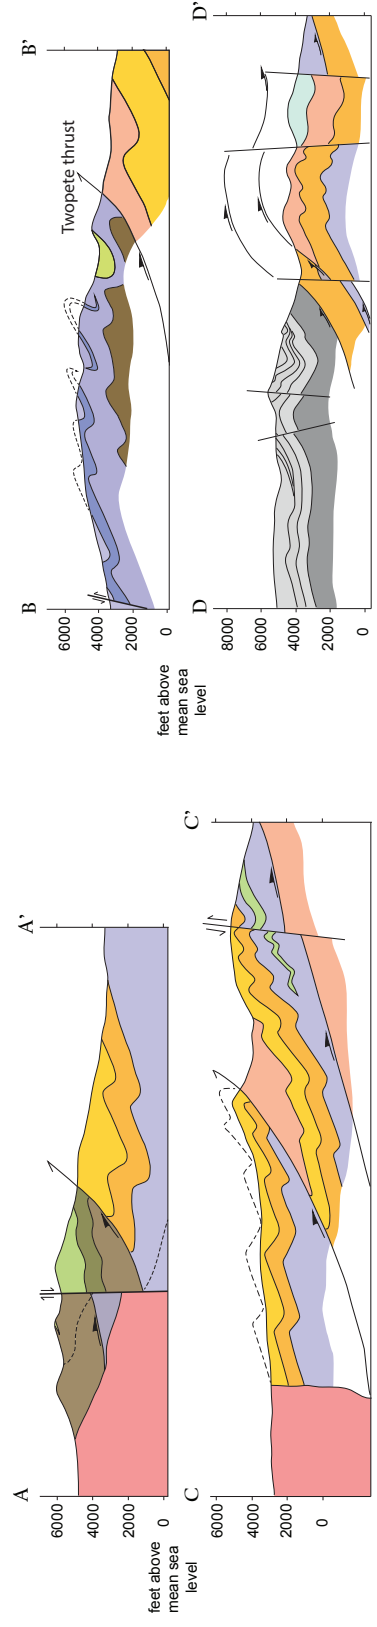 A
A'
6000
4000
2000
0
feet above
mean sea
level
B
B'
Twopete thrust
6000
4000
2000
0
feet above
mean sea
level
C
C'
6000
4000
2000
0
D
D'
8000
6000
4000
2000
0